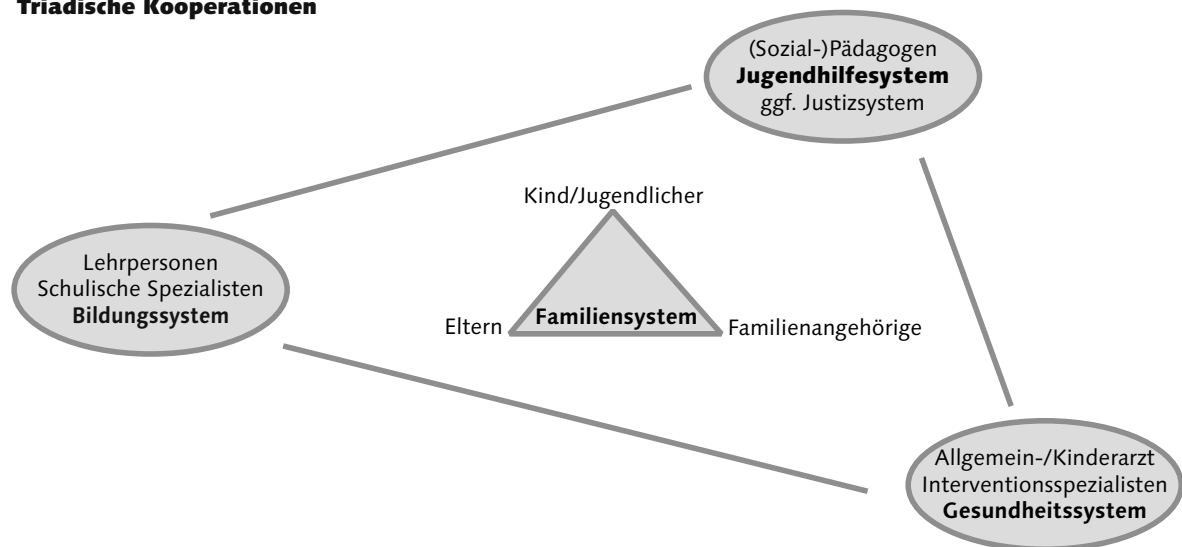 Triadische Kooperationen
(Sozial-)Pädagogen
Jugendhilfesystem
ggf. Justizsystem
Kind/Jugendlicher
Lehrpersonen
Schulische Spezialisten
Bildungssystem
Eltern
Familiensystem
Familienangehörige
Allgemein-/Kinderarzt
Interventionsspezialisten
Gesundheitssystem